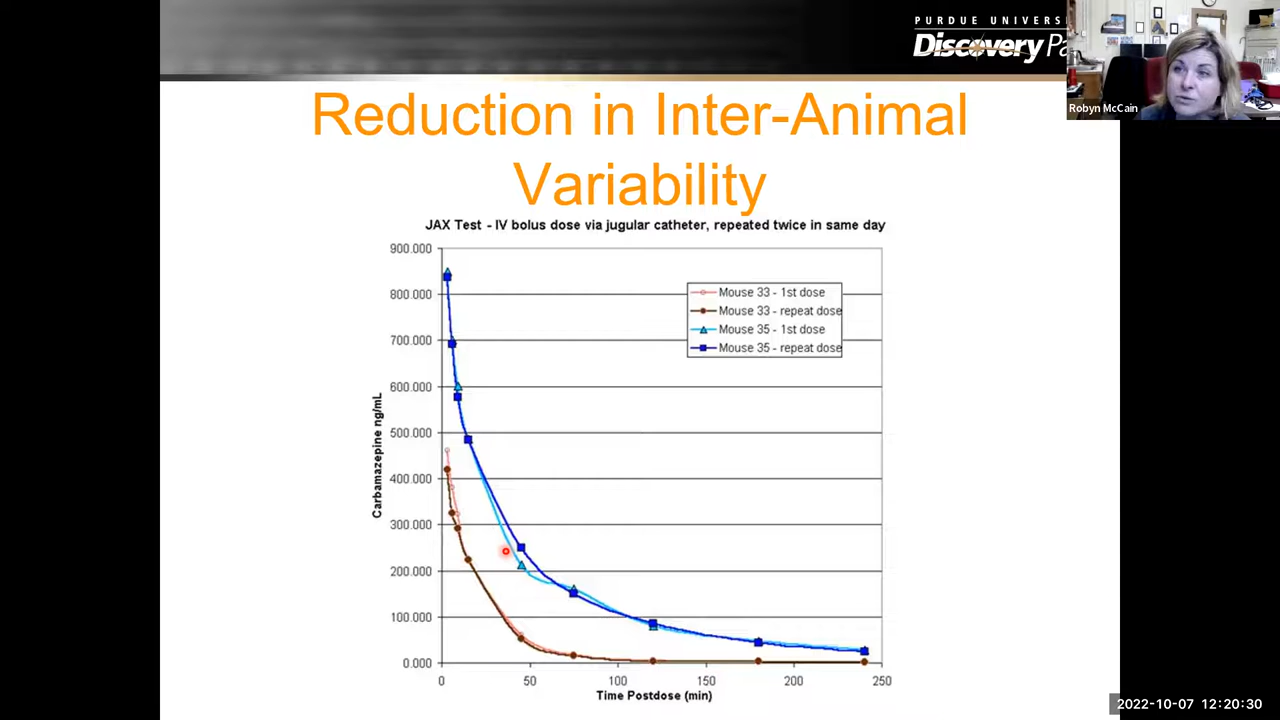 PURDUE UNIVERSI
Discovery Pa
Robyn McCain
Reduction in Inter-Animal
Variability
JAX Test - IV bolus dose via jugular catheter, repeated twice in same day
900.000
800.000
700.000
600.000
500.000
400.000
300.000
200.000
100.000
0.000
Carbamazepine ng/mL
Mouse 33 - 1st dose
Mouse 33 - repeat dose
Mouse 35 - 1st dose
Mouse 35 - repeat dose
0 50 100 150 200 250
Time Postdose (min)
2022-10-07 12:20:30